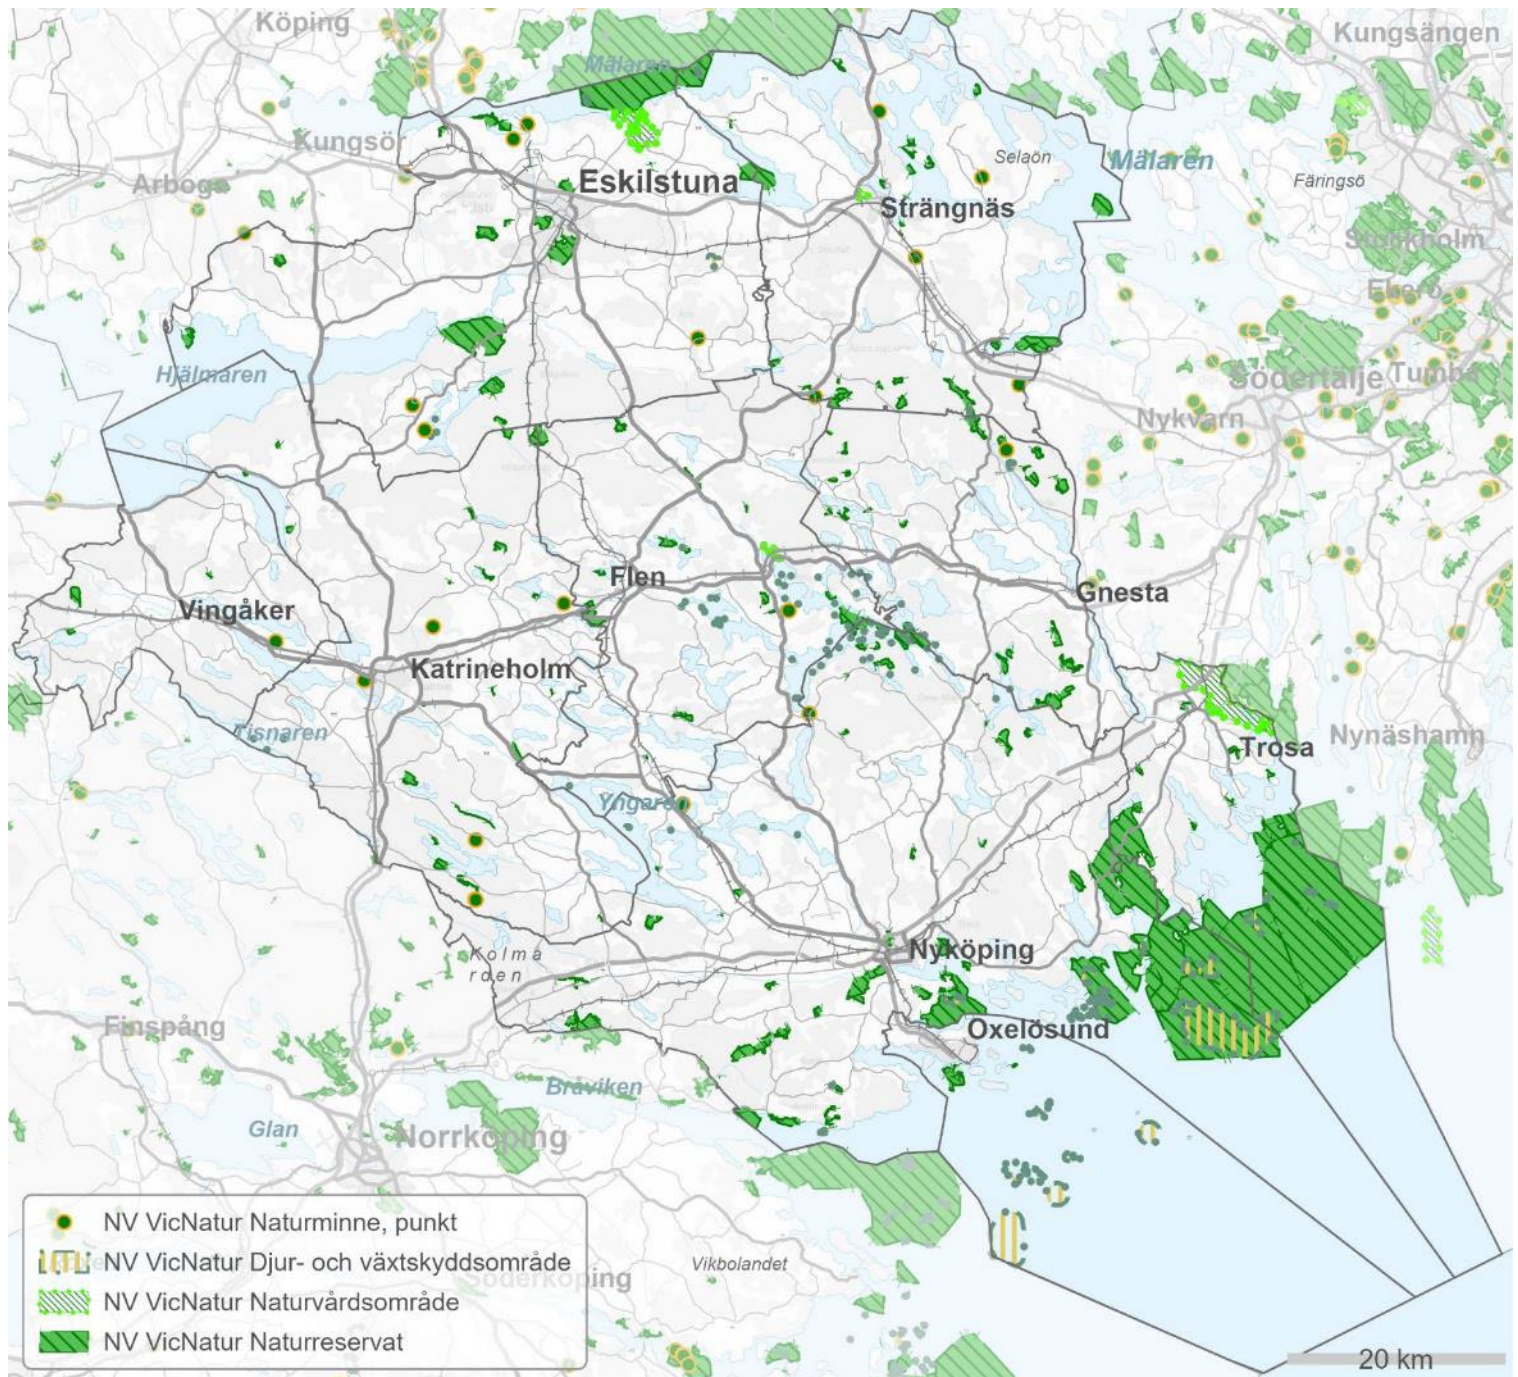 Köping
Kungsängen
Mälaren
Kungsör
Selaön
Mälaren
Arboga
Eskilstuna
Färingsö
Strängnäs
Stockholm
Ekerö
Hjälmaren
Södertälje
Tumba
Nykvarn
Flen
Gnesta
Vingåker
Katrineholm
Tisnaren
Trosa
Nynäshamn
Yngaren
Kolmå
rden
Nyköping
Finspång
Oxelösund
Bråviken
Glan
Norrköping
NV VicNatur Naturminne, punkt
NV VicNatur Djur- och växtskyddsområde
Vikbolandet
Söderköping
NV VicNatur Naturvårdsområde
NV VicNatur Naturreservat
20 km